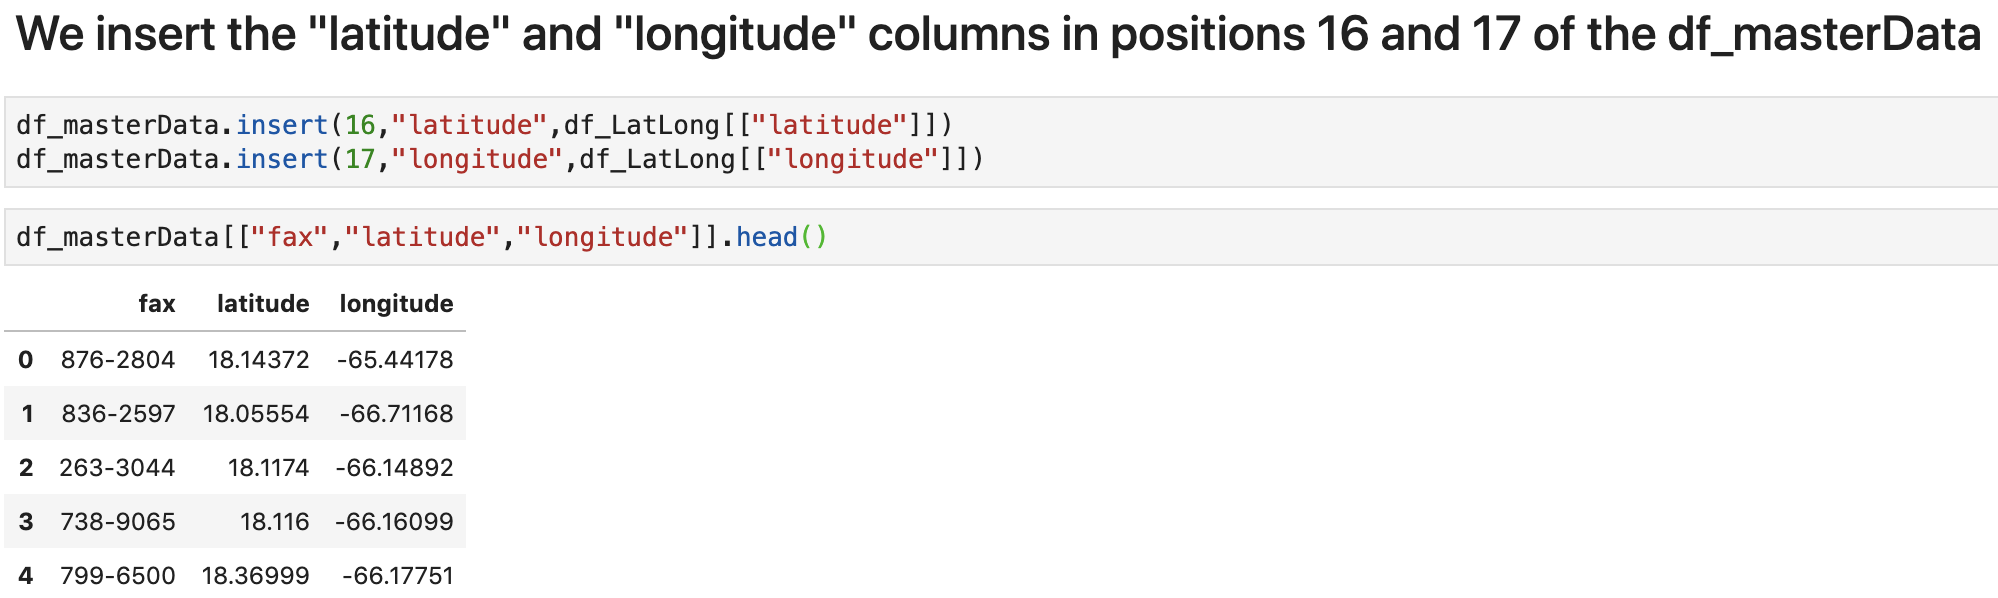 We insert the "latitude" and "longitude" columns in positions 16 and 17 of the df_masterData
df_masterData.insert(16,"latitude",df_LatLong[["latitude"]])
df_masterData.insert(17,"longitude",df_LatLong[["longitude"]])
df_masterData[["fax","latitude","longitude"]].head()
fax latitude longitude
0 876-2804 18.14372 -65.44178
1 836-2597 18.05554 -66.71168
2 263-3044 18.1174 -66.14892
3 738-9065 18.116 -66.16099
4 799-6500 18.36999 -66.17751